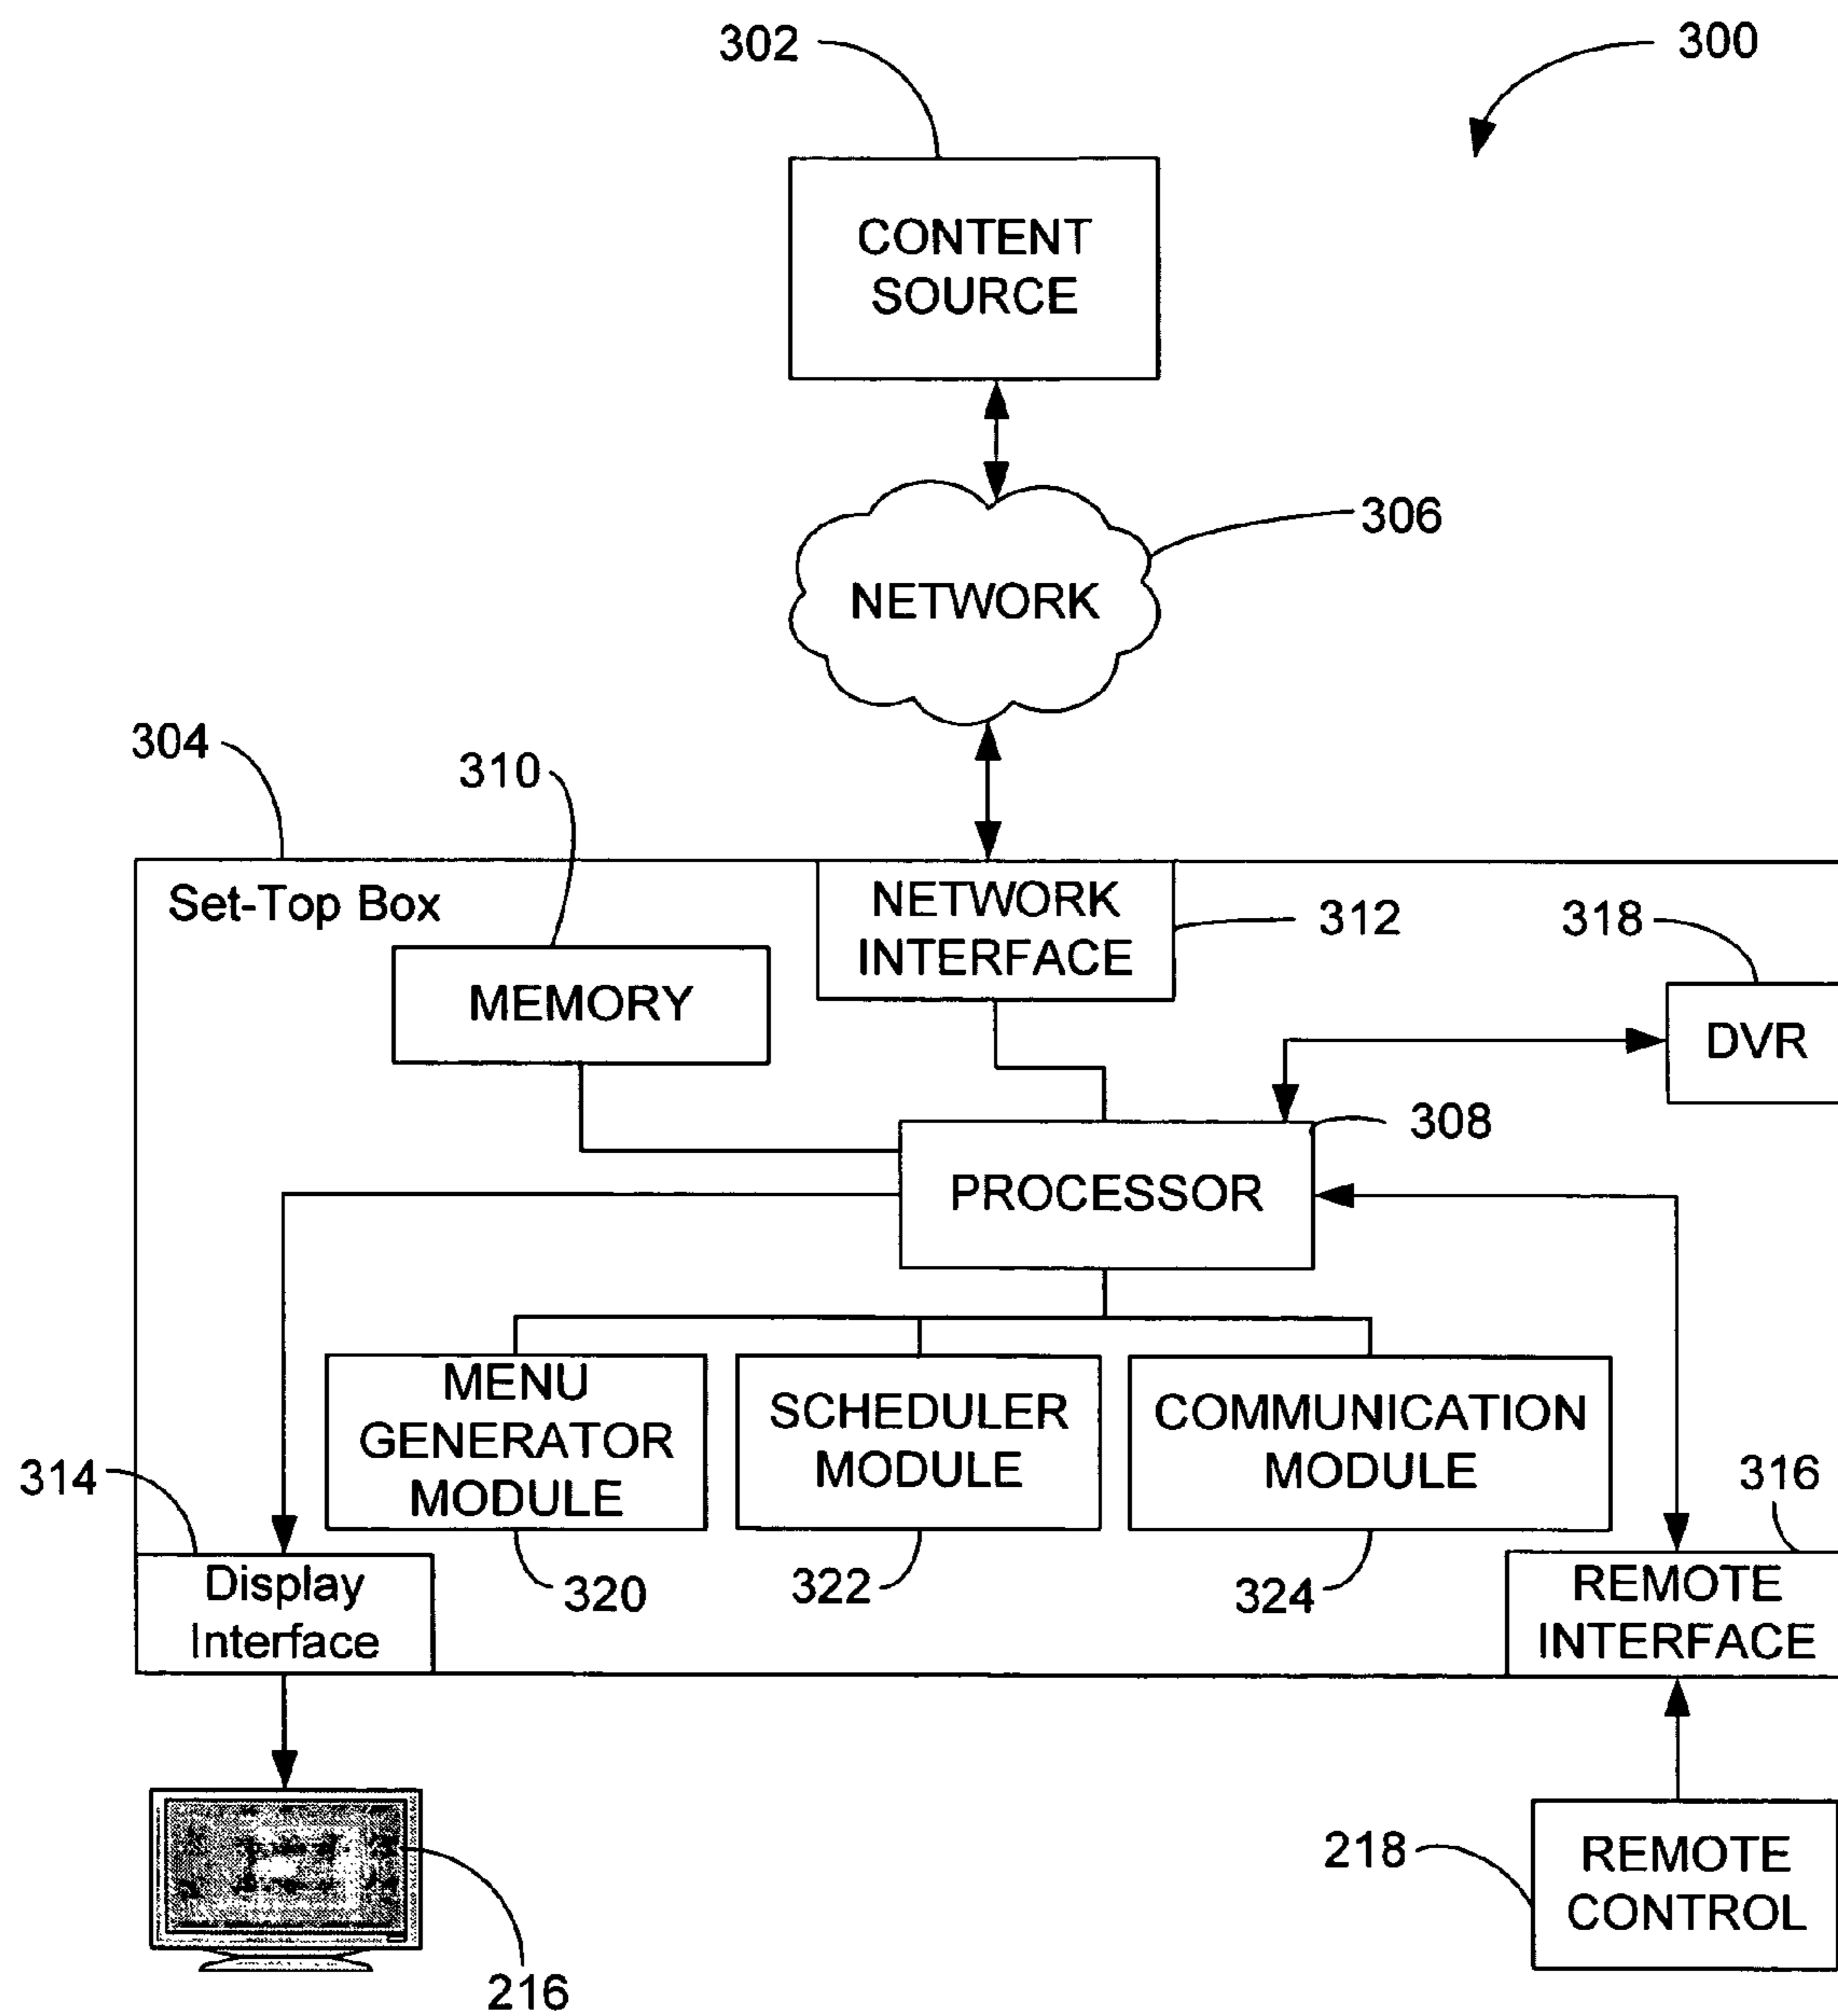 302
300
CONTENT
SOURCE
306
NETWORK
304
310
Set-Top Box
NETWORK
INTERFACE
312
318
MEMORY
DVR
308
PROCESSOR
MENU
GENERATOR
MODULE
SCHEDULER
MODULE
COMMUNICATION
MODULE
314
316
Display
Interface
320
322
324
REMOTE
INTERFACE
218
REMOTE
CONTROL
216